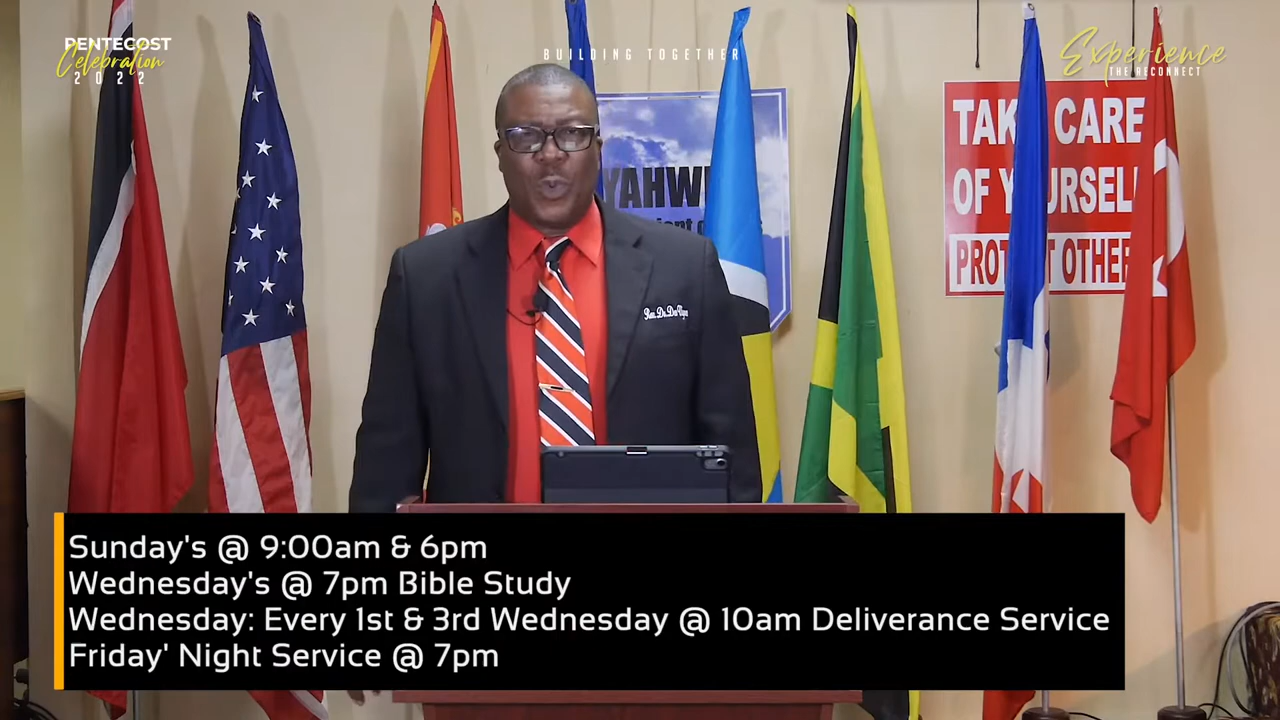 PENTECOST
Celebration
2022
BUILDING TOGETHER
Experience
THE RECONNECT
TAK CARE
OF Y URSEL
PROT T OTHER
YAHW
Sunday's @ 9:00am & 6pm
Wednesday's @ 7pm Bible Study
Wednesday: Every 1st & 3rd Wednesday @ 10am Deliverance Service
Friday' Night Service @ 7pm